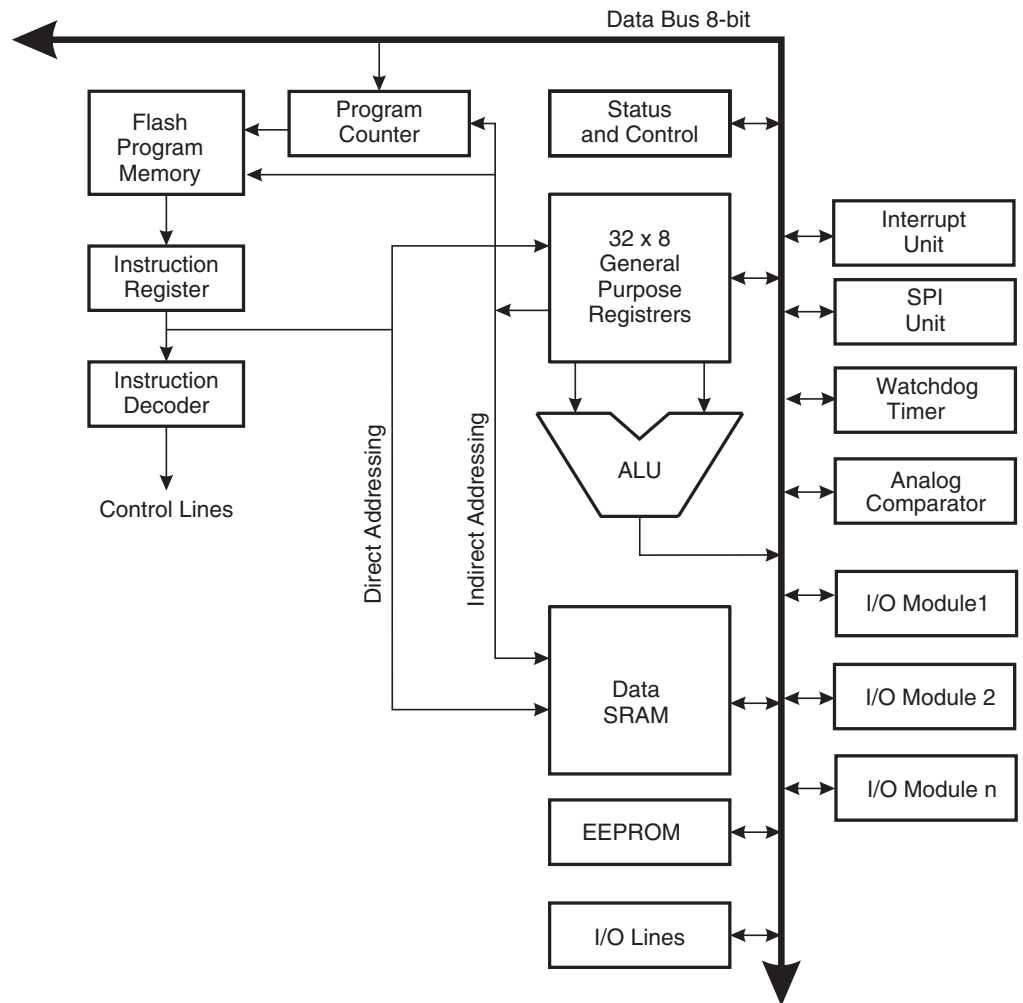 Data Bus 8-bit
Flash
Program
Memory
Program
Counter
Status
and Control
Interrupt
Unit
32 x 8
General
Purpose
Registrers
Instruction
Register
SPI
Unit
Instruction
Decoder
Watchdog
Timer
Control Lines
Direct Addressing
Indirect Addressing
ALU
Analog
Comparator
I/O Module1
Data
SRAM
I/O Module 2
I/O Module n
EEPROM
I/O Lines